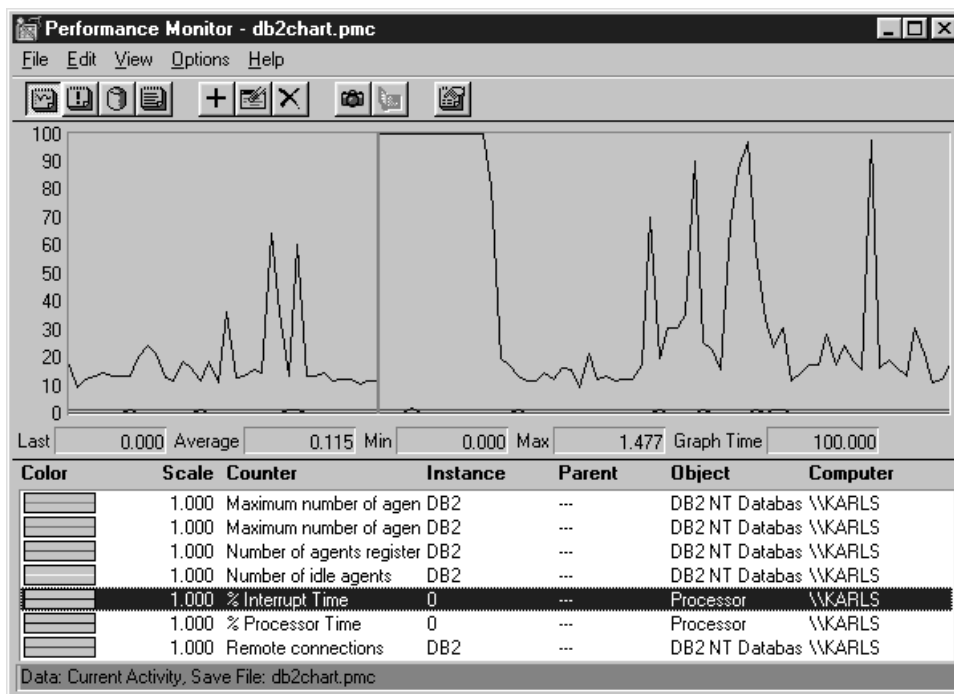 Performance Monitor - db2chart.pmc
File Edit View Options Help
100
90
80
70
60
50
40
30
20
10
0
Last 0.000 Average 0.115 Min 0.000 Max 1.477 Graph Time 100.000
Color Scale Counter Instance Parent Object Computer
1.000 Maximum number of agen DB2 --- DB2 NT Databas \\KARLS
1.000 Maximum number of agen DB2 --- DB2 NT Databas \\KARLS
1.000 Number of agents register DB2 --- DB2 NT Databas \\KARLS
1.000 Number of idle agents DB2 --- DB2 NT Databas \\KARLS
1.000 % Interrupt Time 0 --- Processor \\KARLS
1.000 % Processor Time 0 --- Processor \\KARLS
1.000 Remote connections DB2 --- DB2 NT Databas \\KARLS
Data: Current Activity, Save File: db2chart.pmc